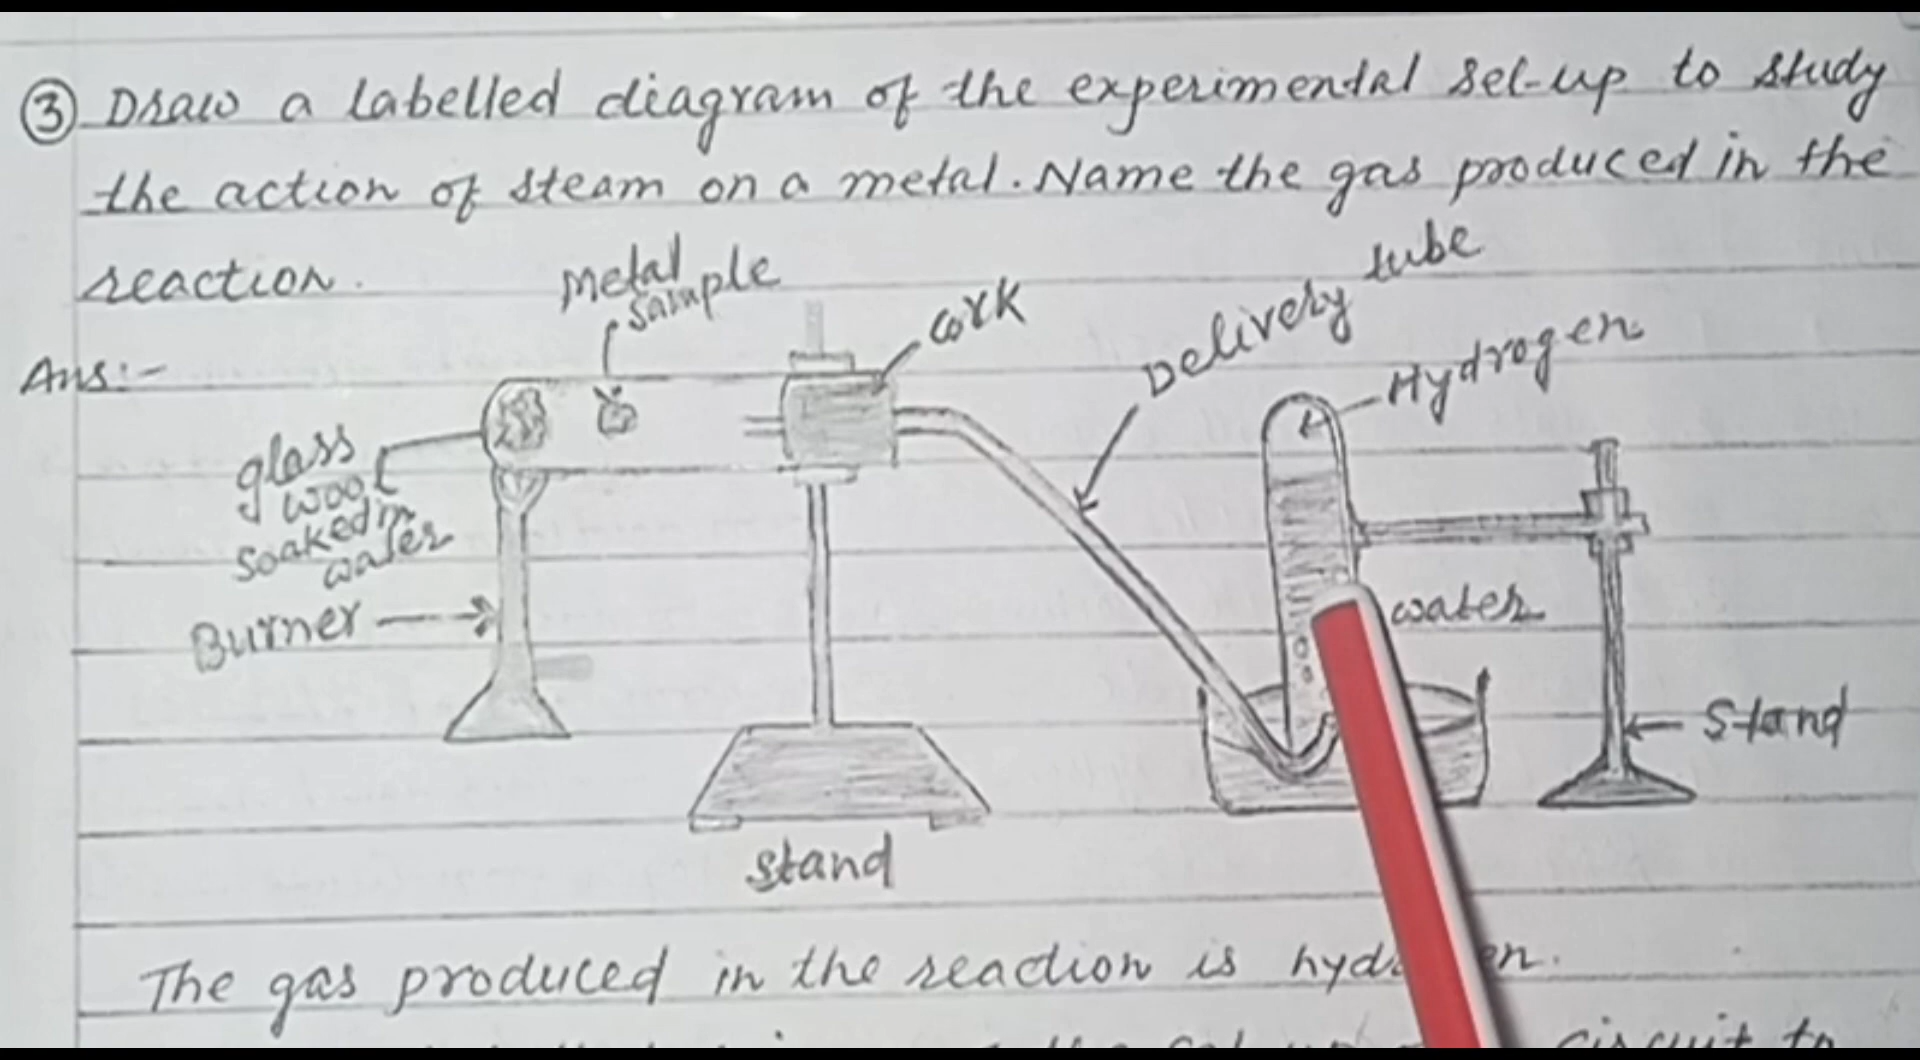 ③ Draw a labelled diagram of the experimental set-up to study
the action of steam on a metal. Name the gas produced in the
reaction.
Ans:-
Metal
sample
cork
Delivery tube
Hydrogen
glass
wool
soaked in
water
Burner
water
Stand
stand
The gas produced in the reaction is
circuit to